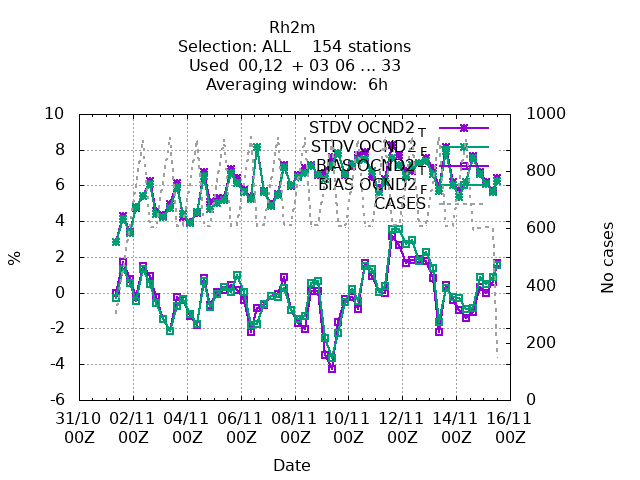 Rh2m
Selection: ALL    154 stations
Used  00,12  + 03 06 ... 33
Averaging window:  6h
10 1000
8 800
6 600
4
2 400
0
-2 200
-4
-6 0
STDV OCND2 T
STDV OCND2 F
BIAS OCND2 T
BIAS OCND2 F
CASES
%
No cases
31/10 02/11 04/11 06/11 08/11 10/11 12/11 14/11 16/11
00Z 00Z 00Z 00Z 00Z 00Z 00Z 00Z 00Z
Date